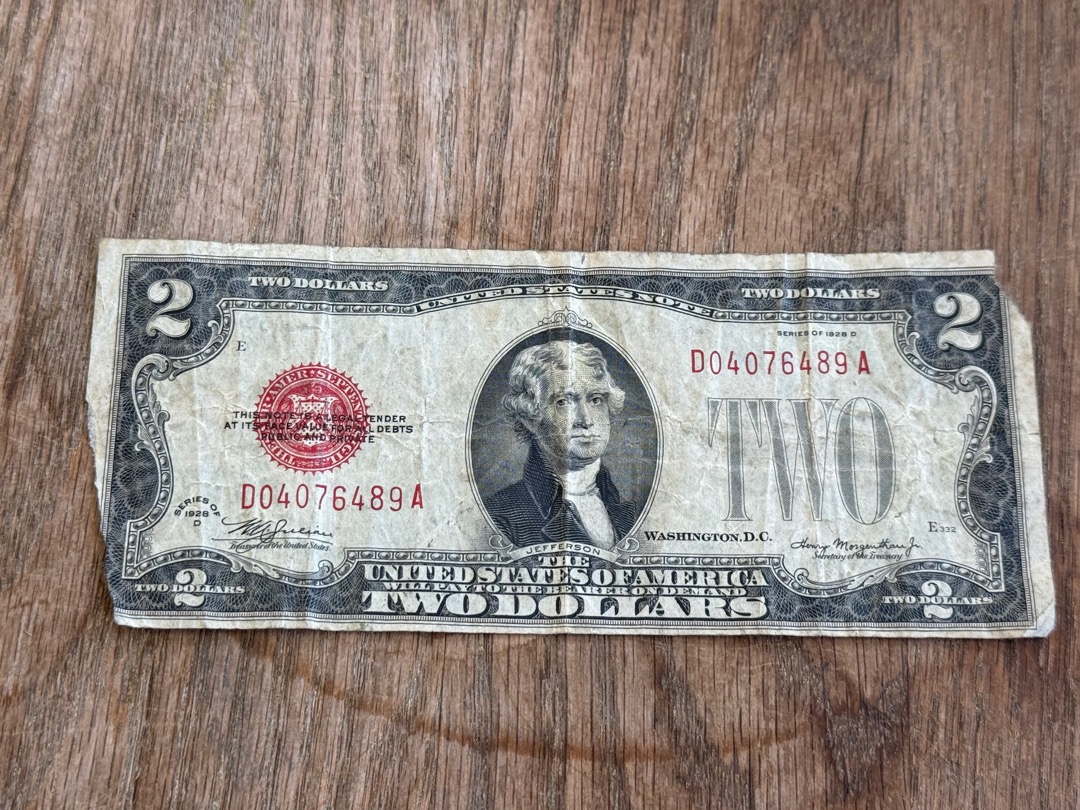 TWO DOLLARS
UNITED STATES NOTE
TWO DOLLARS
2
2
SERIES OF 1928 D
E
D04076489A
THIS NOTE IS A LEGAL TENDER
AT ITS FACE VALUE FOR ALL DEBTS
PUBLIC AND PRIVATE
TWO
D04076489A
SERIES OF
1928
D
Treasurer of the United States.
JEFFERSON
WASHINGTON, D.C.
E332
Henry Morgenthau Jr.
Secretary of the Treasury
THE
UNITED STATES OF AMERICA
WILL PAY TO THE BEARER ON DEMAND
TWO DOLLARS
TWO DOLLARS
2
TWO DOLLARS
2